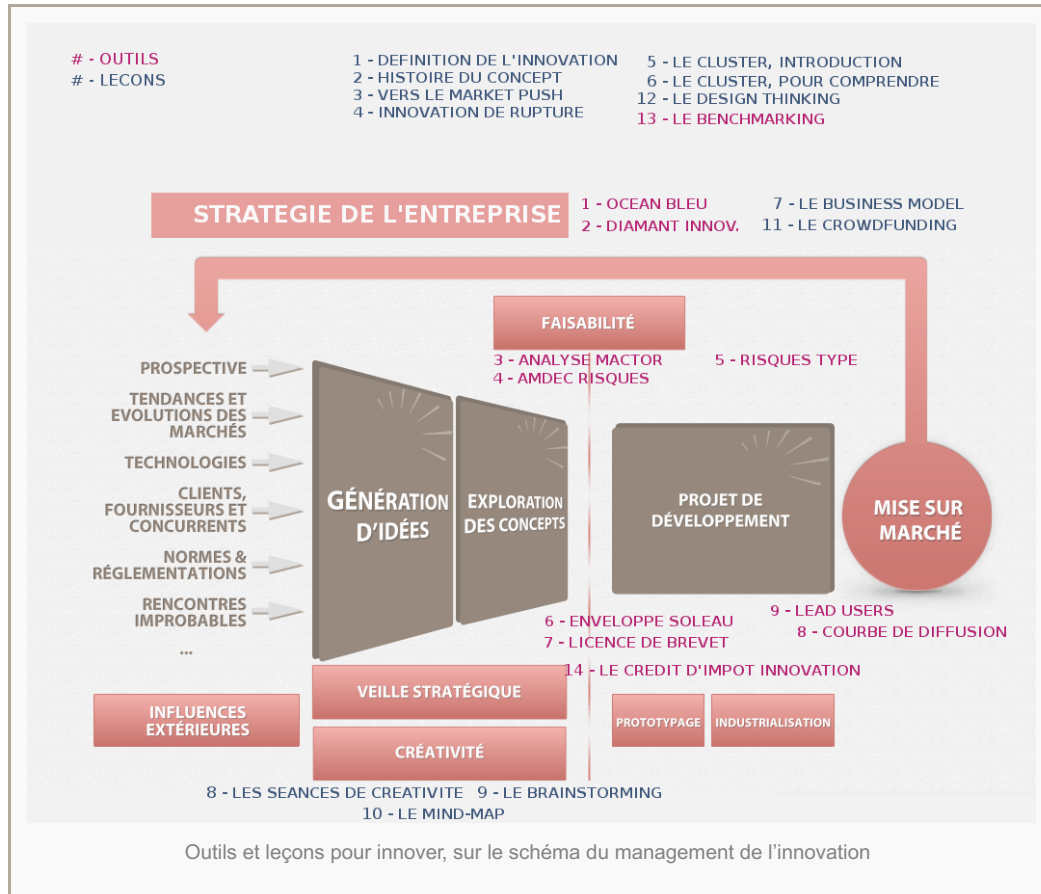 # - OUTILS
# - LECONS
1 - DEFINITION DE L'INNOVATION
2 - HISTOIRE DU CONCEPT
3 - VERS LE MARKET PUSH
4 - INNOVATION DE RUPTURE
5 - LE CLUSTER, INTRODUCTION
6 - LE CLUSTER, POUR COMPRENDRE
12 - LE DESIGN THINKING
13 - LE BENCHMARKING
STRATEGIE DE L'ENTREPRISE
1 - OCEAN BLEU
2 - DIAMANT INNOV.
7 - LE BUSINESS MODEL
11 - LE CROWDFUNDING
FAISABILITÉ
3 - ANALYSE MACTOR
4 - AMDEC RISQUES
5 - RISQUES TYPE
PROSPECTIVE
TENDANCES ET
EVOLUTIONS DES
MARCHÉS
TECHNOLOGIES
CLIENTS,
FOURNISSEURS ET
CONCURRENTS
NORMES &
RÉGLEMENTATIONS
RENCONTRES
IMPROBABLES
...
GÉNÉRATION
D'IDÉES
EXPLORATION
DES CONCEPTS
PROJET DE
DÉVELOPPEMENT
MISE SUR
MARCHÉ
6 - ENVELOPPE SOLEAU
7 - LICENCE DE BREVET
9 - LEAD USERS
8 - COURBE DE DIFFUSION
14 - LE CREDIT D'IMPOT INNOVATION
INFLUENCES
EXTÉRIEURES
VEILLE STRATÉGIQUE
CRÉATIVITÉ
PROTOTYPAGE
INDUSTRIALISATION
8 - LES SEANCES DE CREATIVITE
9 - LE BRAINSTORMING
10 - LE MIND-MAP
Outils et leçons pour innover, sur le schéma du management de l’innovation